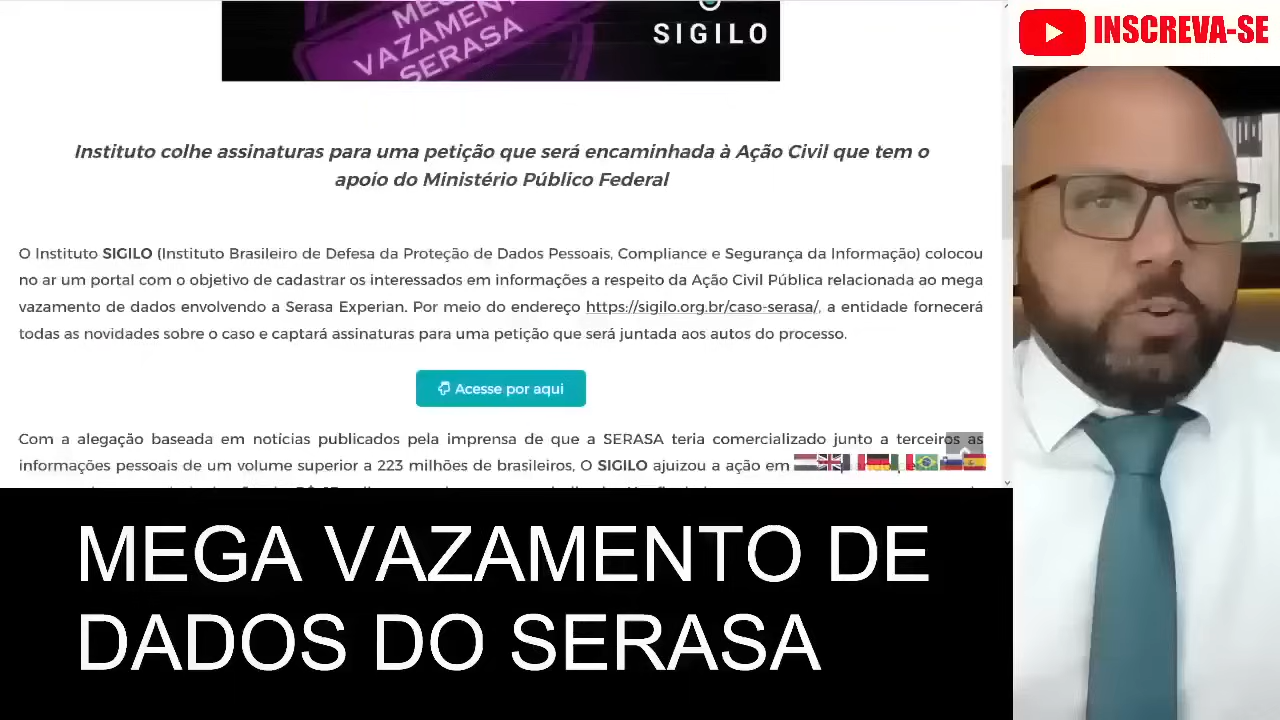 MEGA
VAZAMENTO
SERASA
SIGILO
INSCREVA-SE
Instituto colhe assinaturas para uma petição que será encaminhada à Ação Civil que tem o
apoio do Ministério Público Federal
O Instituto SIGILO (Instituto Brasileiro de Defesa da Proteção de Dados Pessoais, Compliance e Segurança da Informação) colocou
no ar um portal com o objetivo de cadastrar os interessados em informações a respeito da Ação Civil Pública relacionada ao mega
vazamento de dados envolvendo a Serasa Experian. Por meio do endereço https://sigilo.org.br/caso-serasa/, a entidade fornecerá
todas as novidades sobre o caso e captará assinaturas para uma petição que será juntada aos autos do processo.
Acesse por aqui
Com a alegação baseada em notícias publicados pela imprensa de que a SERASA teria comercializado junto a terceiros as
informações pessoais de um volume superior a 223 milhões de brasileiros, O SIGILO ajuizou a ação em
MEGA VAZAMENTO DE
DADOS DO SERASA